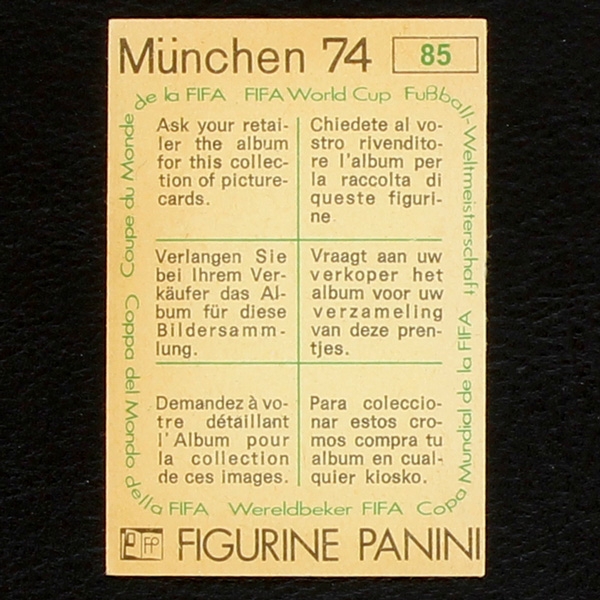 München 74 85
de la FIFA FIFA World Cup Fußball-Weltmeisterschaft
Ask your retai-
ler the album
for this collec-
tion of picture-
cards.
Chiedete al vo-
stro rivendito-
re l'album per
la raccolta di
queste figuri-
ne
Verlangen Sie
bei Ihrem Ver-
käufer das Al-
bum für diese
Bildersamm-
lung.
Vraagt aan uw
verkoper het
album voor uw
verzameling
van deze pren-
tjes.
Demandez à vo-
tre détaillant
l'Album pour
la collection
de ces images.
Para coleccio-
nar estos cro-
mos compra tu
album en cual-
quier kiosko.
Coupe du Monde
Coppa del Mondo della FIFA Wereldbeker FIFA Copa Mundial de la FIFA
FP FIGURINE PANINI